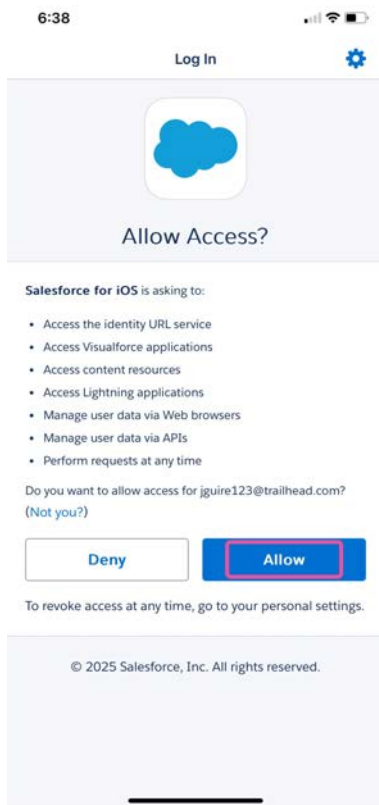 6:38
Log In
Allow Access?
Salesforce for iOS is asking to:
• Access the identity URL service
• Access Visualforce applications
• Access content resources
• Access Lightning applications
• Manage user data via Web browsers
• Manage user data via APIs
• Perform requests at any time
Do you want to allow access for jguire123@trailhead.com?
(Not you?)
Deny
Allow
To revoke access at any time, go to your personal settings.
© 2025 Salesforce, Inc. All rights reserved.